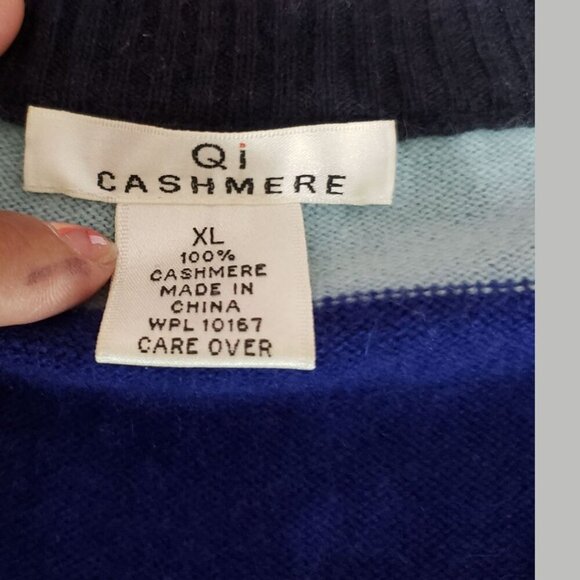 Qi
CASHMERE
XL
100%
CASHMERE
MADE IN
CHINA
WPL 10167
CARE OVER